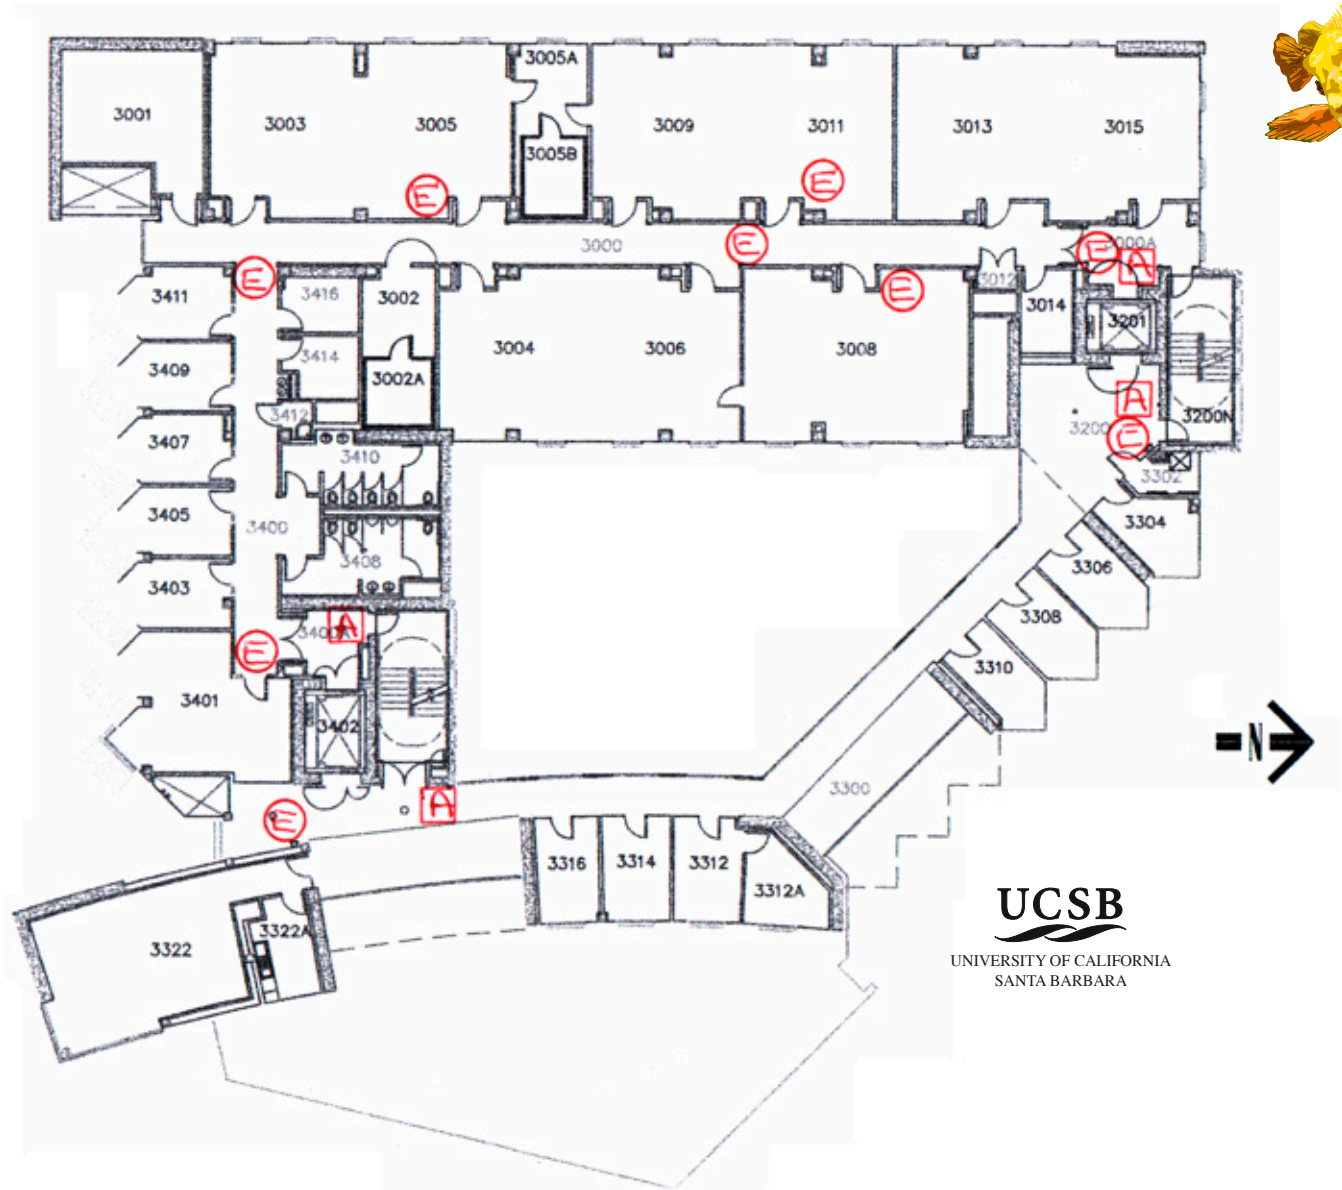 3005A
3001
3003
3005
3009
3011
3013
3015
3005B
E
E
3000
E
E
3000A
A
E
3411
3416
3002
3012
3014
E
3201
3414
3004
3006
3008
3409
3002A
A
3412
3200N
3200
E
3407
3410
3302
3405
3400
3304
3408
3306
3403
3308
3400A
A
E
3310
3401
3402
N
3300
A
E
3316
3314
3312
3312A
3322A
3322
UCSB
UNIVERSITY OF CALIFORNIA
SANTA BARBARA